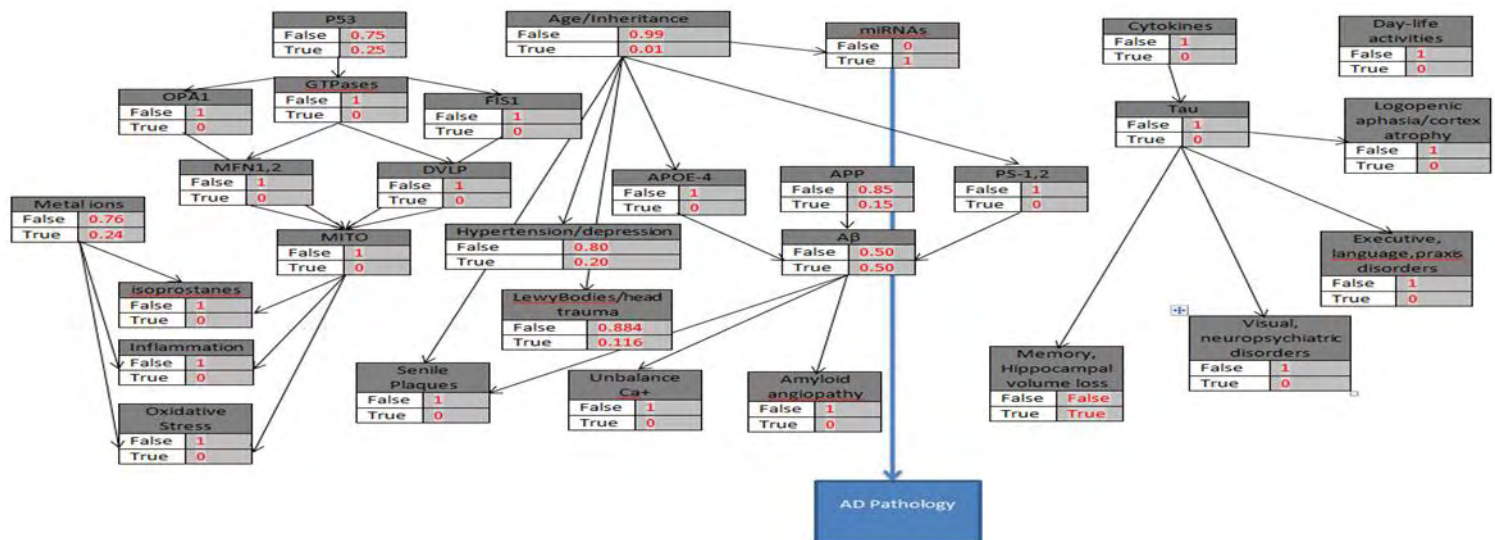 P53
False 0.75
True 0.25
Age/Inheritance
False 0.99
True 0.01
miRNAs
False 0
True 1
Cytokines
False 1
True 0
Day-life
activities
False 1
True 0
OPA1
False 1
True 0
GTPases
False 1
True 0
FIS1
False 1
True 0
Tau
False 1
True 0
Logopenic
aphasia/cortex
atrophy
False 1
True 0
MFN1,2
False 1
True 0
DVLP
False 1
True 0
APOE-4
False 1
True 0
APP
False 0.85
True 0.15
PS-1,2
False 1
True 0
Metal ions
False 0.76
True 0.24
MITO
False 1
True 0
Hypertension/depression
False 0.80
True 0.20
Aβ
False 0.50
True 0.50
Executive,
language,praxis
disorders
False 1
True 0
isoprostanes
False 1
True 0
LewyBodies/head
trauma
False 0.884
True 0.116
Visual,
neuropsychiatric
disorders
False 1
True 0
Inflammation
False 1
True 0
Senile
Plaques
False 1
True 0
Unbalance
Ca+
False 1
True 0
Amyloid
angiopathy
False 1
True 0
Memory,
Hippocampal
volume loss
False False
True True
Oxidative
Stress
False 1
True 0
AD Pathology